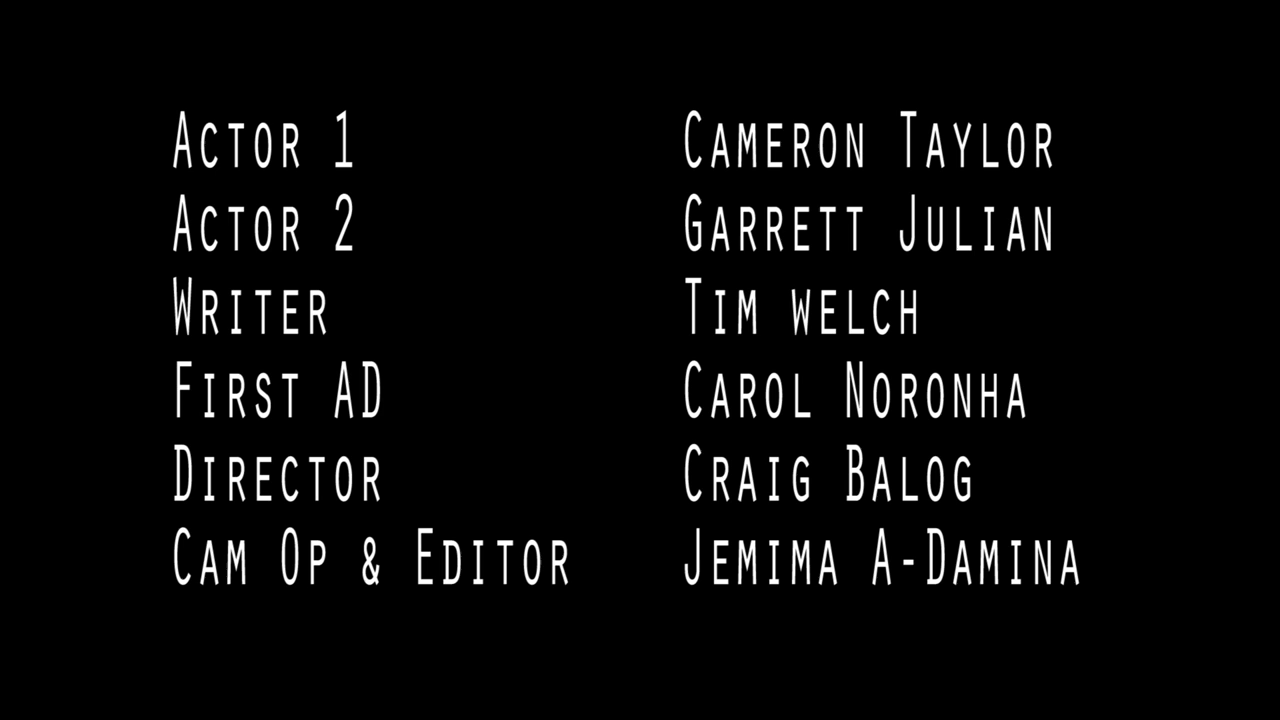 Actor 1 Cameron Taylor
Actor 2 Garrett Julian
Writer Tim welch
First AD Carol Noronha
Director Craig Balog
Cam Op & Editor Jemima A-Damina